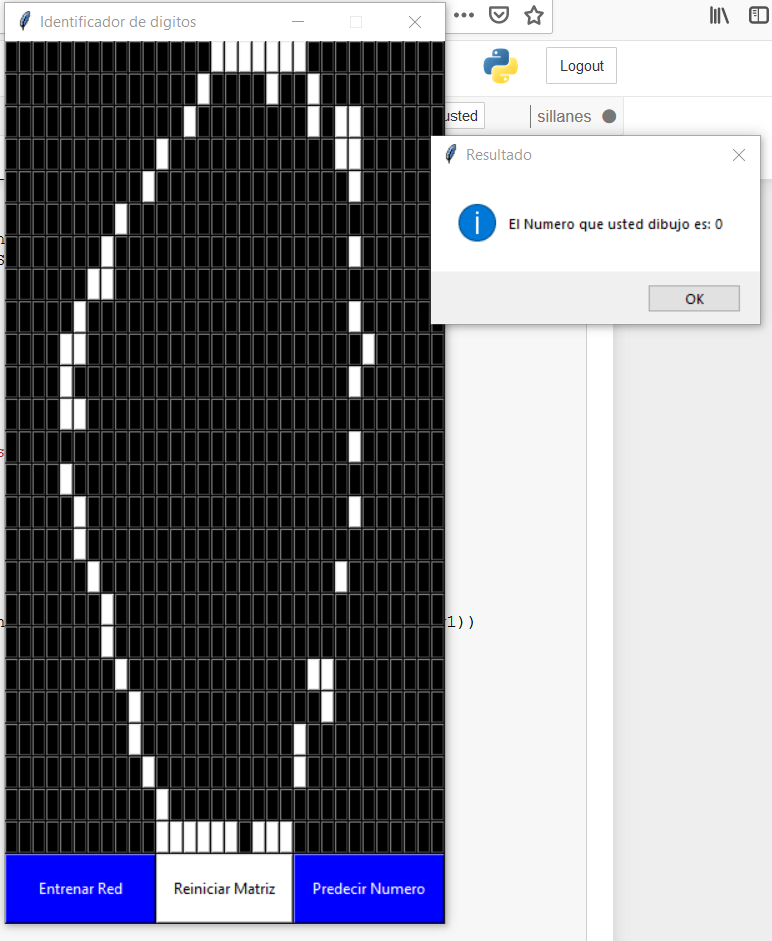 Identificador de digitos
Logout
usted
sillanes
Resultado
El Numero que usted dibujo es: 0
OK
1))
Entrenar Red
Reiniciar Matriz
Predecir Numero